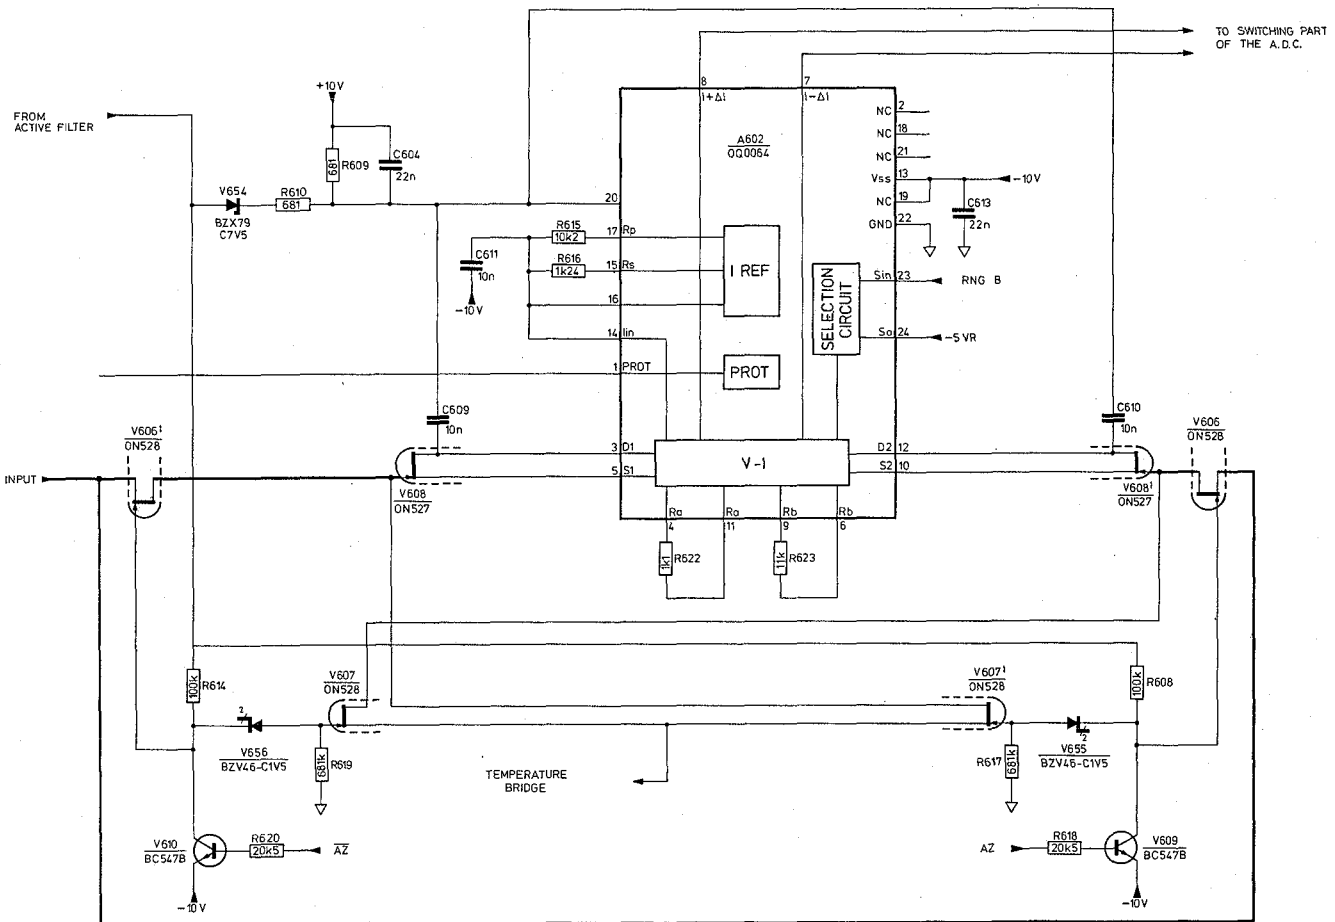 TO SWITCHING PART
OF THE A.D.C.
8
i+Δi
7
i−Δi
+10V
FROM
ACTIVE FILTER
A602
OQ0064
NC 2
NC 18
NC 21
Vss 13
−10V
NC 19
GND 22
C613
22n
681
R609
C604
22n
V654
BZX79
C7V5
R610
681
20
R615
10k2
17 Rp
R616
1k24
15 Rs
C611
10n
−10V
16
14 Iin
I REF
SELECTION
CIRCUIT
Sin 23
RNG B
So 24
−5VR
1 PROT
PROT
C609
10n
C610
10n
V606¹
ON528
V606
ON528
INPUT
3 D1
5 S1
V-I
D2 12
S2 10
V608
ON527
V608¹
ON527
Ra
4
Ra
11
Rb
9
Rb
6
1k1
R622
11k
R623
100k
R614
V607
ON528
V607¹
ON528
100k
R608
2
V656
BZV46-C1V5
681k
R619
TEMPERATURE
BRIDGE
R617
681k
2
V655
BZV46-C1V5
V610
BC547B
R620
20k5
AZ
AZ
R618
20k5
V609
BC547B
−10V
−10V